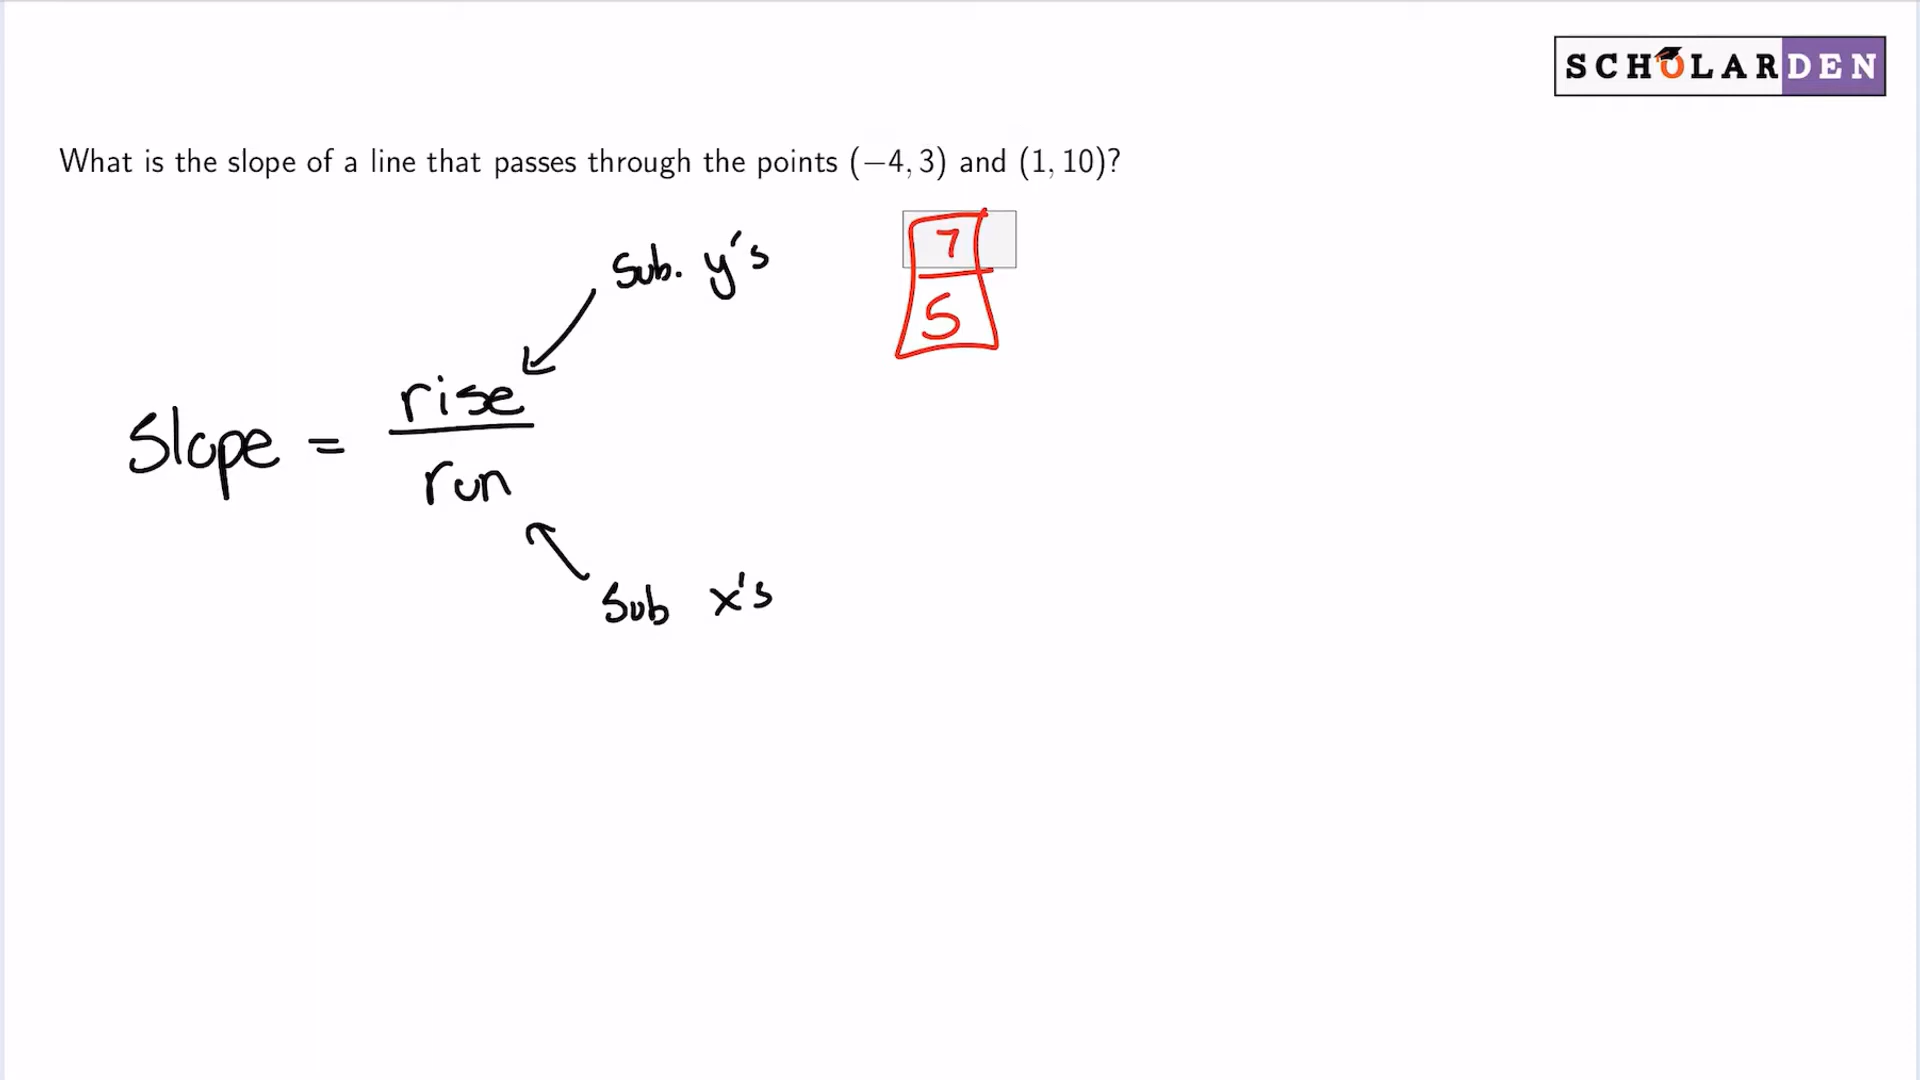 SCHOLARDEN
What is the slope of a line that passes through the points (−4, 3) and (1, 10)?
Sub. y's
7
5
Slope = rise
run
Sub x's